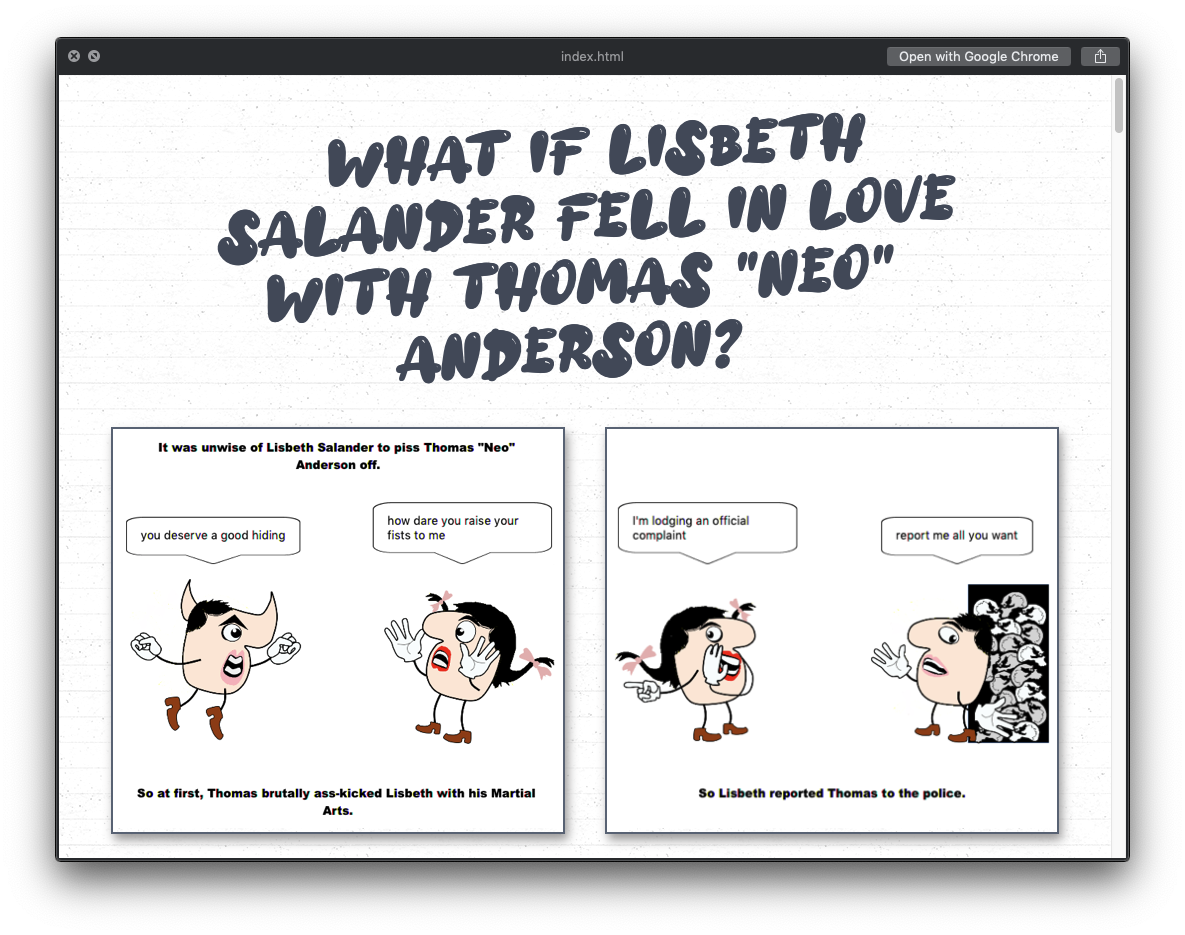 index.html
Open with Google Chrome
WHAT IF LISBETH
SALANDER FELL IN LOVE
WITH THOMAS "NEO"
ANDERSON?
It was unwise of Lisbeth Salander to piss Thomas "Neo"
Anderson off.
you deserve a good hiding
how dare you raise your
fists to me
So at first, Thomas brutally ass-kicked Lisbeth with his Martial
Arts.
I'm lodging an official
complaint
report me all you want
So Lisbeth reported Thomas to the police.